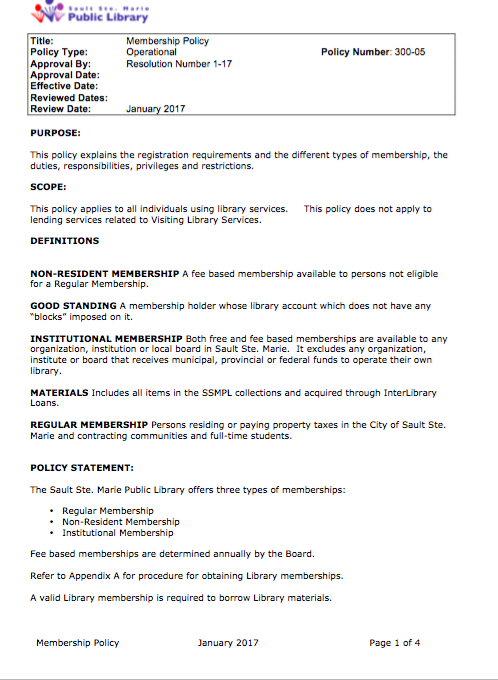 Sault Ste. Marie
Public Library
Title: Membership Policy
Policy Type: Operational Policy Number: 300-05
Approval By: Resolution Number 1-17
Approval Date:
Effective Date:
Reviewed Dates:
Review Date: January 2017
PURPOSE:
This policy explains the registration requirements and the different types of membership, the
duties, responsibilities, privileges and restrictions.
SCOPE:
This policy applies to all individuals using library services. This policy does not apply to
lending services related to Visiting Library Services.
DEFINITIONS
NON-RESIDENT MEMBERSHIP A fee based membership available to persons not eligible
for a Regular Membership.
GOOD STANDING A membership holder whose library account which does not have any
“blocks” imposed on it.
INSTITUTIONAL MEMBERSHIP Both free and fee based memberships are available to any
organization, institution or local board in Sault Ste. Marie. It excludes any organization,
institute or board that receives municipal, provincial or federal funds to operate their own
library.
MATERIALS Includes all items in the SSMPL collections and acquired through InterLibrary
Loans.
REGULAR MEMBERSHIP Persons residing or paying property taxes in the City of Sault Ste.
Marie and contracting communities and full-time students.
POLICY STATEMENT:
The Sault Ste. Marie Public Library offers three types of memberships:
• Regular Membership
• Non-Resident Membership
• Institutional Membership
Fee based memberships are determined annually by the Board.
Refer to Appendix A for procedure for obtaining Library memberships.
A valid Library membership is required to borrow Library materials.
Membership Policy January 2017 Page 1 of 4